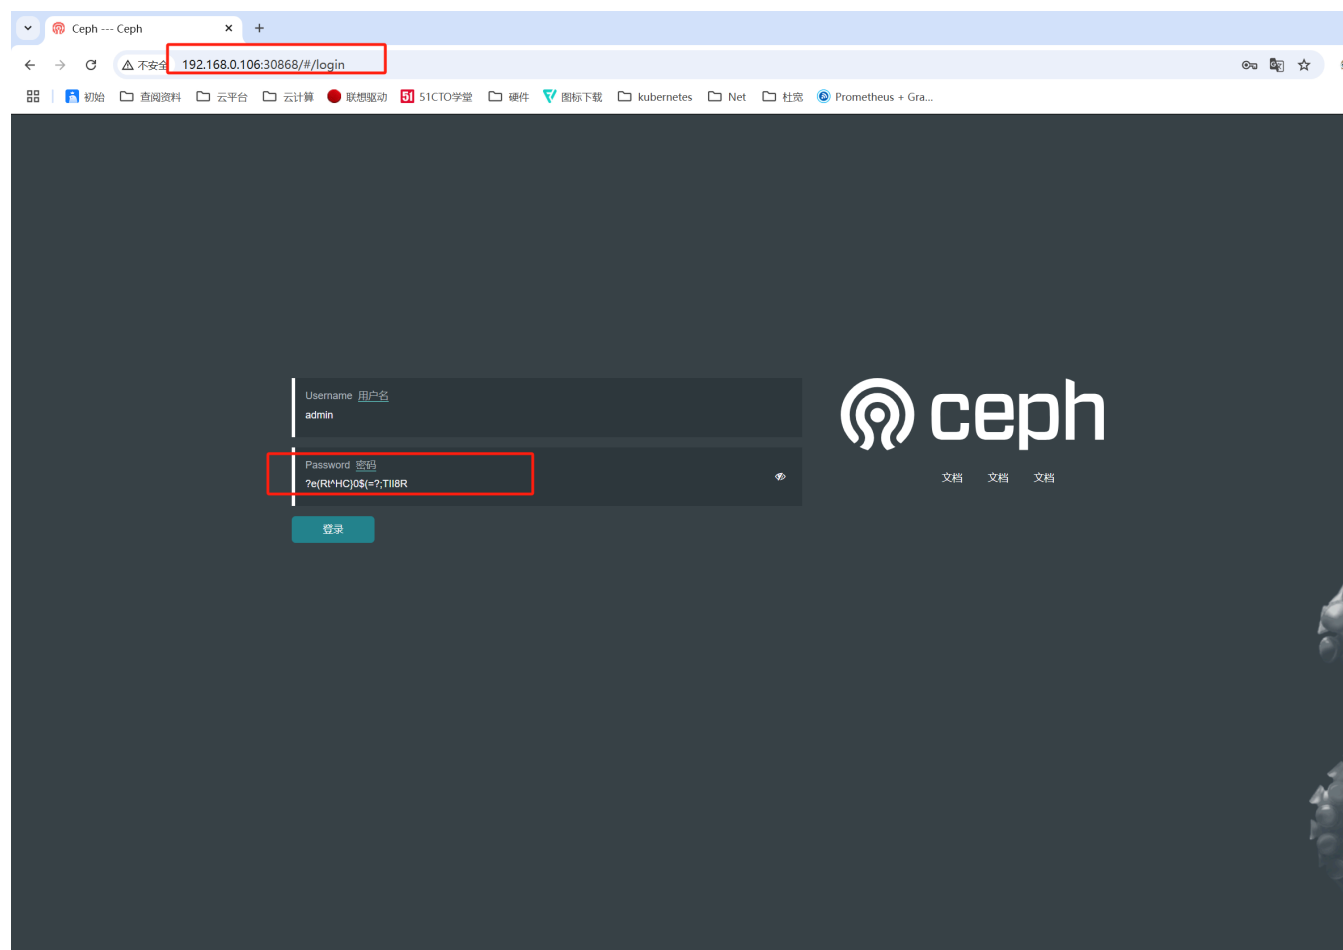 Ceph --- Ceph
不安全 192.168.0.106:30868/#/login
初始 查阅资料 云平台 云计算 联想驱动 51 51CTO学堂 硬件 图标下载 kubernetes Net 杜宽 Prometheus + Gra...
Username 用户名
admin
Password 密码
?e(Rt^HC}0$(=?;TII8R
登录
ceph
文档 文档 文档